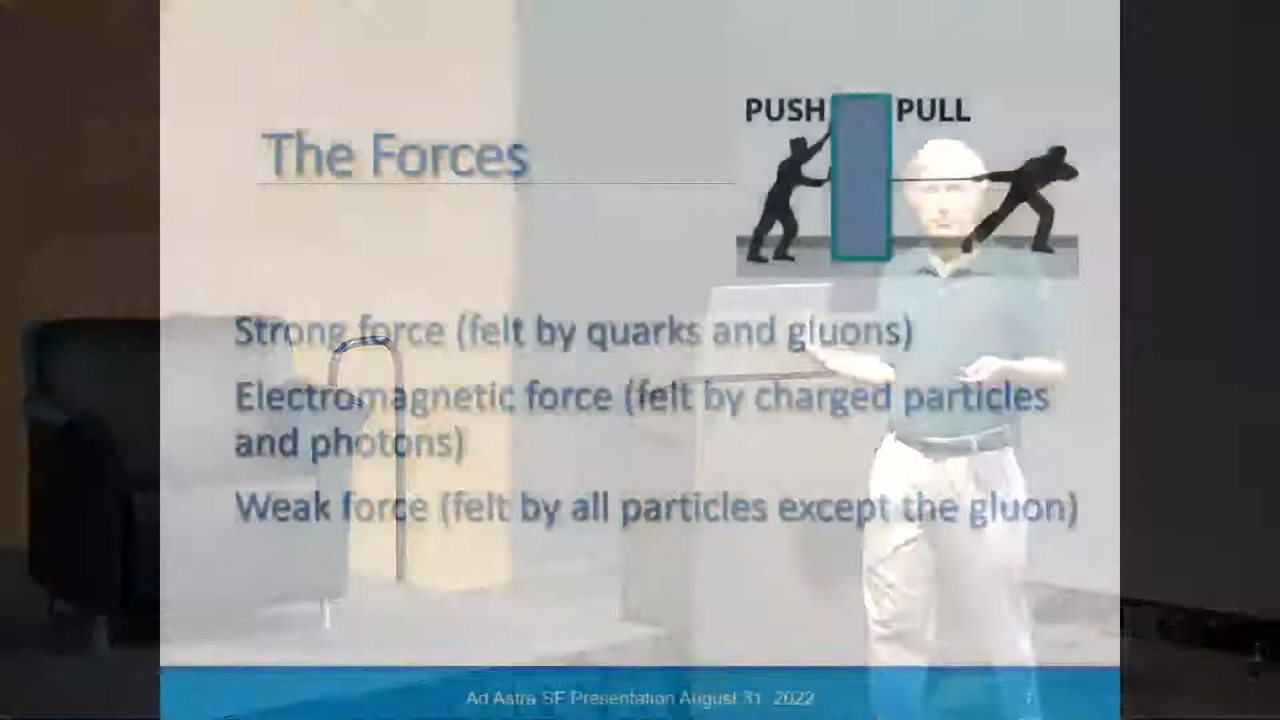 PUSH PULL
The Forces
Strong force (felt by quarks and gluons)
Electromagnetic force (felt by charged particles
and photons)
Weak force (felt by all particles except the gluon)
Ad Astra SF Presentation August 31, 2022